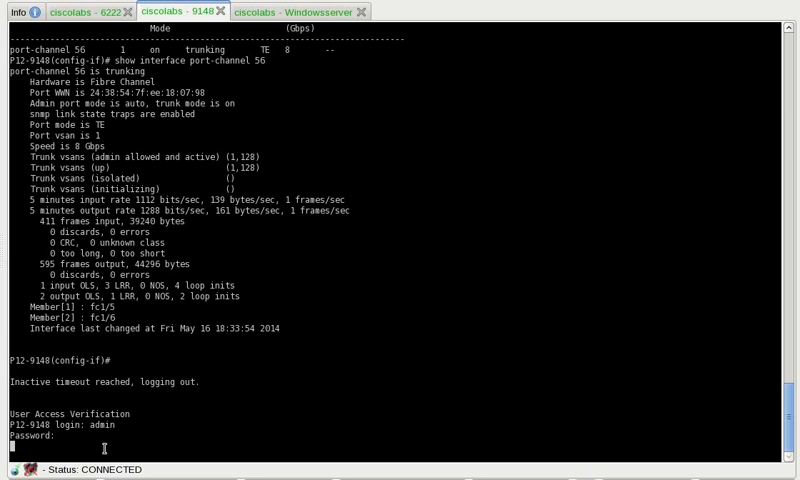 Info ciscolabs - 6222 ciscolabs - 9148 ciscolabs - Windowsserver
Mode (Gbps)
--------------------------------------------------------------------------------
port-channel 56 1 on trunking TE 8 --
P12-9148(config-if)# show interface port-channel 56
port-channel 56 is trunking
Hardware is Fibre Channel
Port WWN is 24:38:54:7f:ee:18:07:98
Admin port mode is auto, trunk mode is on
snmp link state traps are enabled
Port mode is TE
Port vsan is 1
Speed is 8 Gbps
Trunk vsans (admin allowed and active) (1,128)
Trunk vsans (up) (1,128)
Trunk vsans (isolated) ()
Trunk vsans (initializing) ()
5 minutes input rate 1112 bits/sec, 139 bytes/sec, 1 frames/sec
5 minutes output rate 1288 bits/sec, 161 bytes/sec, 1 frames/sec
411 frames input, 39240 bytes
0 discards, 0 errors
0 CRC, 0 unknown class
0 too long, 0 too short
595 frames output, 44296 bytes
0 discards, 0 errors
1 input OLS, 3 LRR, 0 NOS, 4 loop inits
2 output OLS, 1 LRR, 0 NOS, 2 loop inits
Member[1] : fc1/5
Member[2] : fc1/6
Interface last changed at Fri May 16 18:33:54 2014
P12-9148(config-if)#
Inactive timeout reached, logging out.
User Access Verification
P12-9148 login: admin
Password:
- Status: CONNECTED